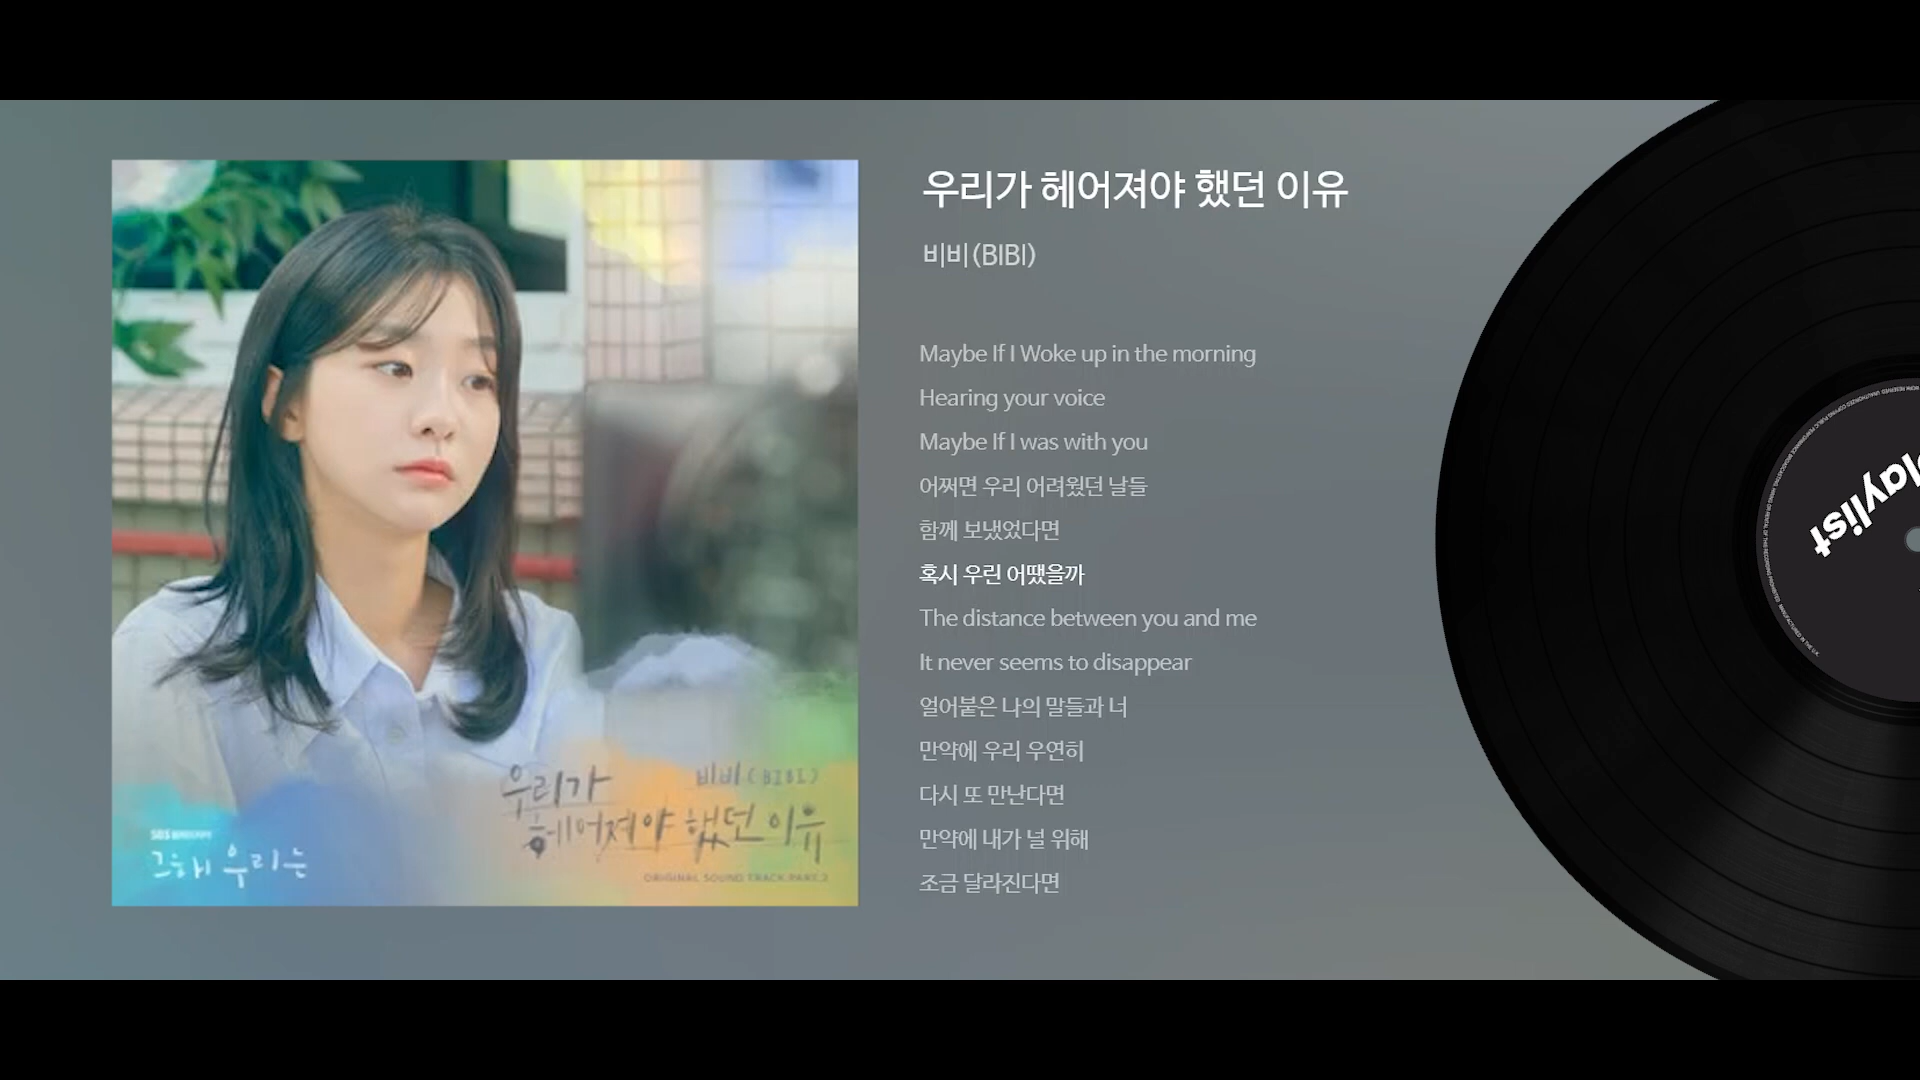 우리가 헤어져야 했던 이유
비비(BIBI)
Maybe If I Woke up in the morning
Hearing your voice
Maybe If I was with you
어쩌면 우리 어려웠던 날들
함께 보냈었다면
혹시 우린 어땠을까
The distance between you and me
It never seems to disappear
얼어붙은 나의 말들과 너
만약에 우리 우연히
다시 또 만난다면
만약에 내가 널 위해
조금 달라진다면
우리가 비비(BIBI)
헤어져야 했던 이유
ORIGINAL SOUND TRACK PART.2
SBS
그 해 우리는
playlist